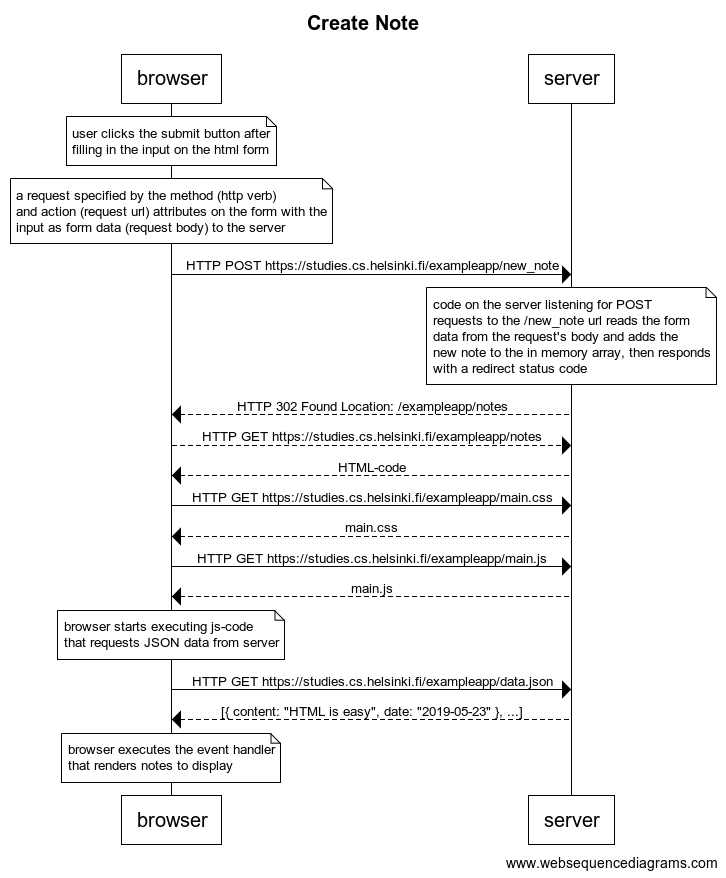 Create Note
browser
server
user clicks the submit button after
filling in the input on the html form
a request specified by the method (http verb)
and action (request url) attributes on the form with the
input as form data (request body) to the server
HTTP POST https://studies.cs.helsinki.fi/exampleapp/new_note
code on the server listening for POST
requests to the /new_note url reads the form
data from the request's body and adds the
new note to the in memory array, then responds
with a redirect status code
HTTP 302 Found Location: /exampleapp/notes
HTTP GET https://studies.cs.helsinki.fi/exampleapp/notes
HTML-code
HTTP GET https://studies.cs.helsinki.fi/exampleapp/main.css
main.css
HTTP GET https://studies.cs.helsinki.fi/exampleapp/main.js
main.js
browser starts executing js-code
that requests JSON data from server
HTTP GET https://studies.cs.helsinki.fi/exampleapp/data.json
[{ content: "HTML is easy", date: "2019-05-23" }, ...]
browser executes the event handler
that renders notes to display
browser
server
www.websequencediagrams.com